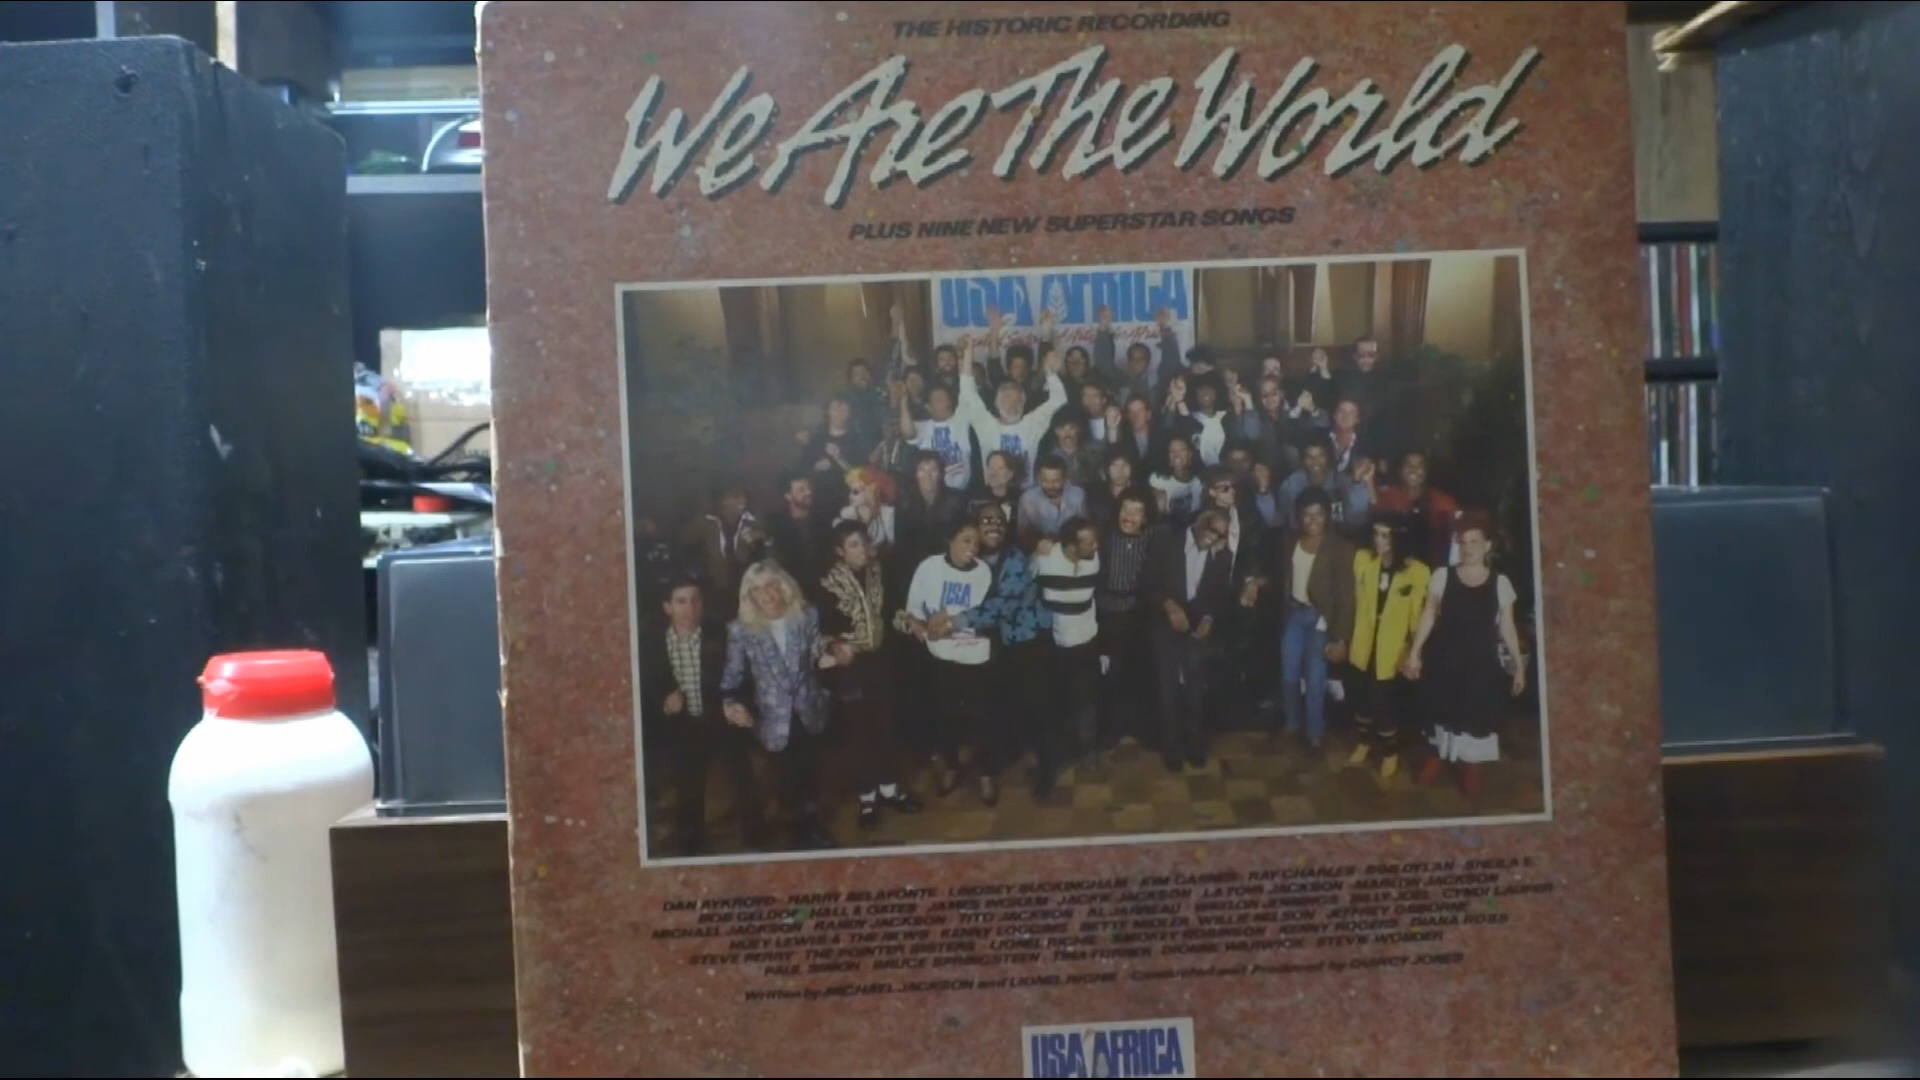 THE HISTORIC RECORDING
We Are The World
PLUS NINE NEW SUPERSTAR SONGS
USA AFRICA
USA
DAN AYKROYD · HARRY BELAFONTE · LINDSEY BUCKINGHAM · KIM CARNES · RAY CHARLES · BOB DYLAN · SHEILA E.
BOB GELDOF · HALL & OATES · JAMES INGRAM · JACKIE JACKSON · LA TOYA JACKSON · MARLON JACKSON
MICHAEL JACKSON · RANDY JACKSON · TITO JACKSON · AL JARREAU · WAYLON JENNINGS · BILLY JOEL · CYNDI LAUPER
HUEY LEWIS & THE NEWS · KENNY LOGGINS · BETTE MIDLER · WILLIE NELSON · JEFFREY OSBORNE
STEVE PERRY · THE POINTER SISTERS · LIONEL RICHIE · SMOKEY ROBINSON · KENNY ROGERS · DIANA ROSS
PAUL SIMON · BRUCE SPRINGSTEEN · TINA TURNER · DIONNE WARWICK · STEVIE WONDER
Written by MICHAEL JACKSON and LIONEL RICHIE · Conducted and Produced by QUINCY JONES
USA AFRICA